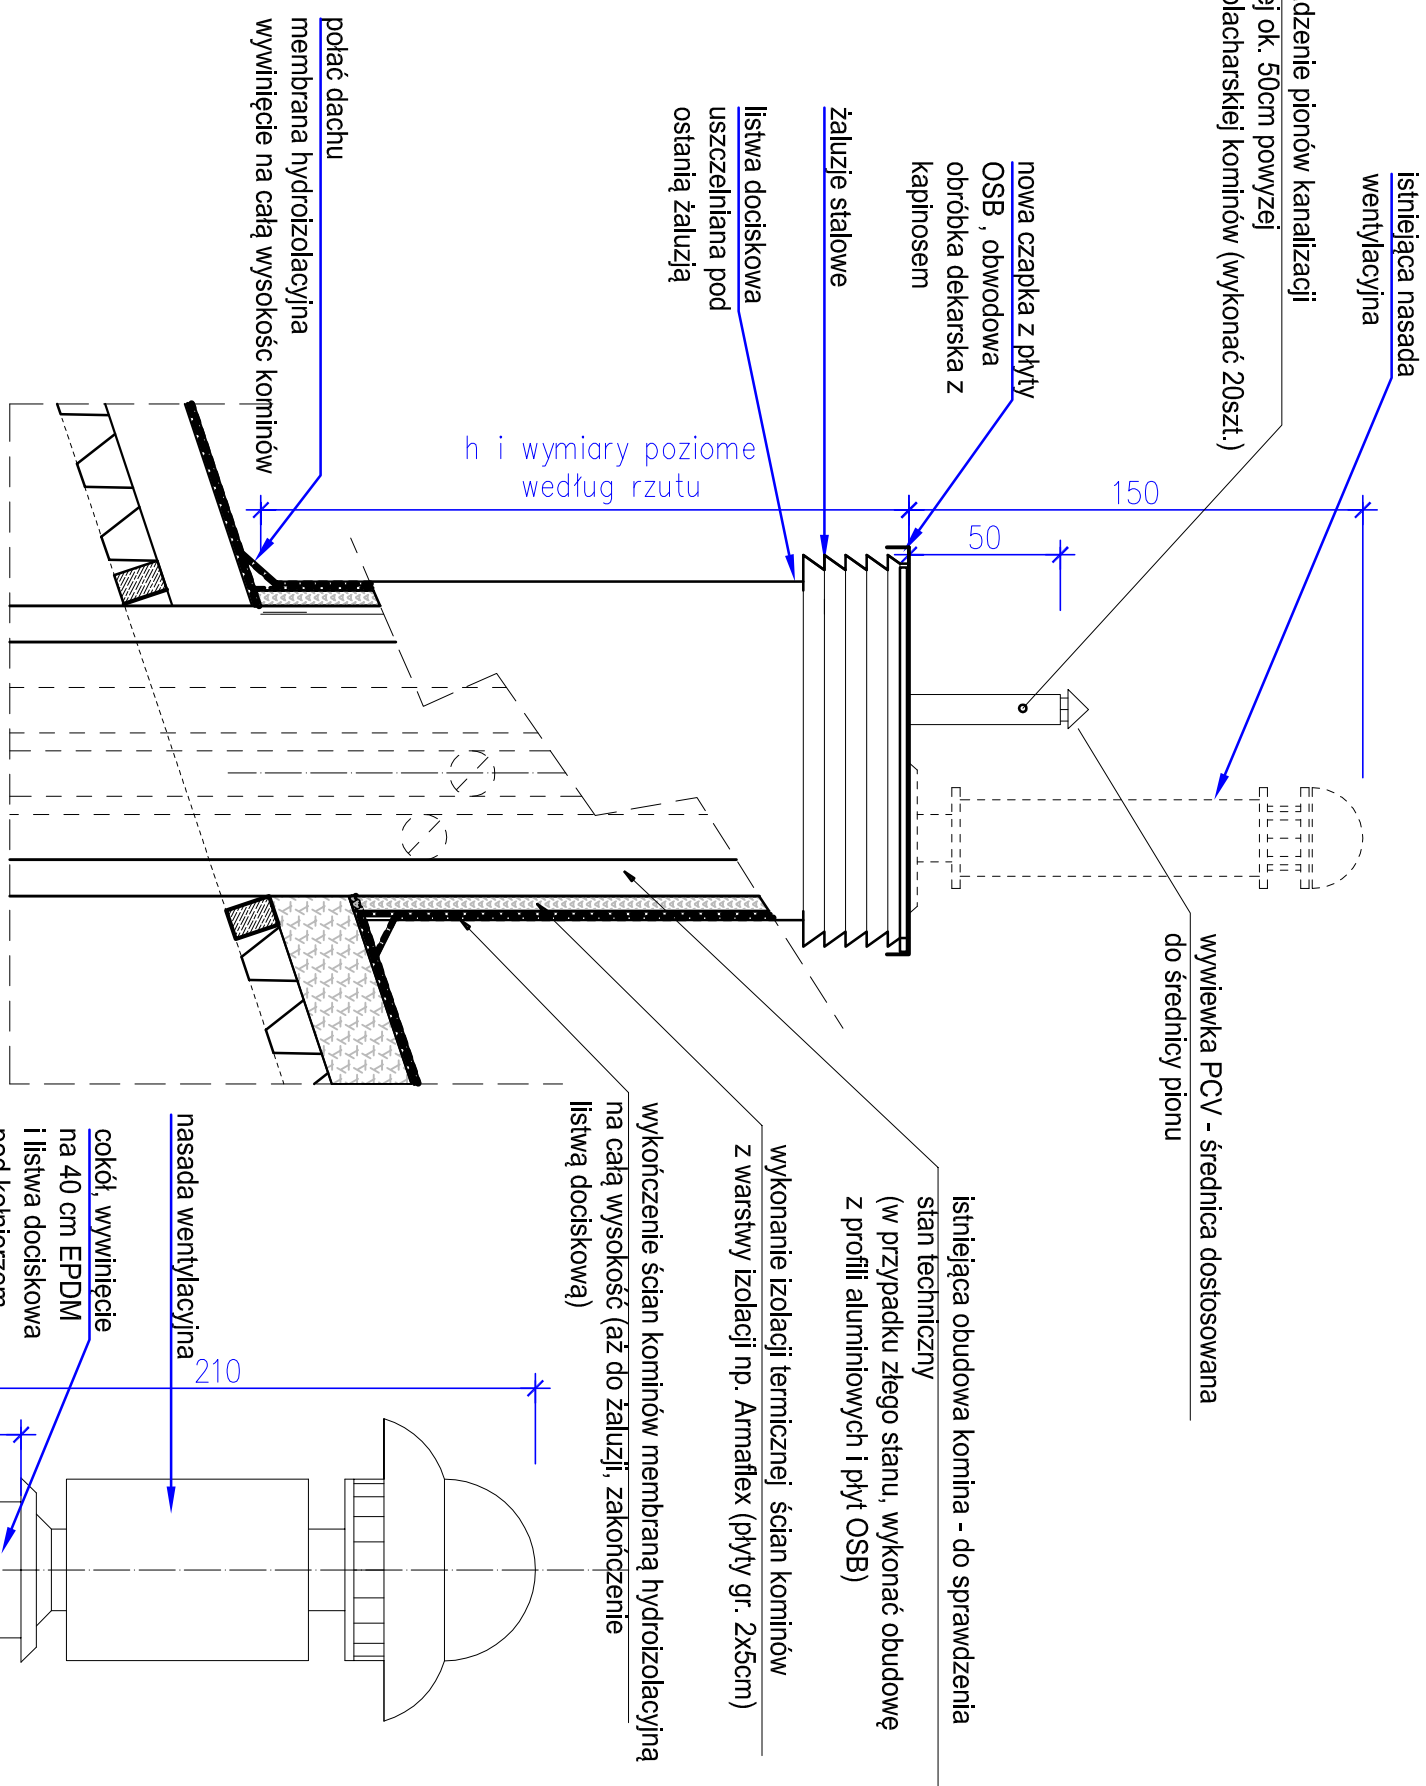 istniejąca nasada
wentylacyjna
pionów kanalizacji
ok. 50cm powyzej
kominów (wykonać 20szt.)
nowa czapka z płyty
OSB , obwodowa
obróbka dekarska z
kapinosem
żaluzje stalowe
listwa dociskowa
uszczelniana pod
ostanią żaluzją
połać dachu
membrana hydroizolacyjna
wywinięcie na całą wysokośc kominów
h i wymiary poziome
według rzutu
150
50
wywiewka PCV - średnica dostosowana
do średnicy pionu
istniejąca obudowa komina - do sprawdzenia
stan techniczny
(w przypadku złego stanu, wykonać obudowę
z profili aluminiowych i płyt OSB)
wykonanie izolacji termicznej ścian kominów
z warstwy izolacji np. Armaflex (płyty gr. 2x5cm)
wykończenie ścian kominów membraną hydroizolacyjną
na całą wysokość (aż do żaluzji, zakończenie
listwą dociskową)
nasada wentylacyjna
cokół, wywinięcie
na 40 cm EPDM
i listwa dociskowa
210